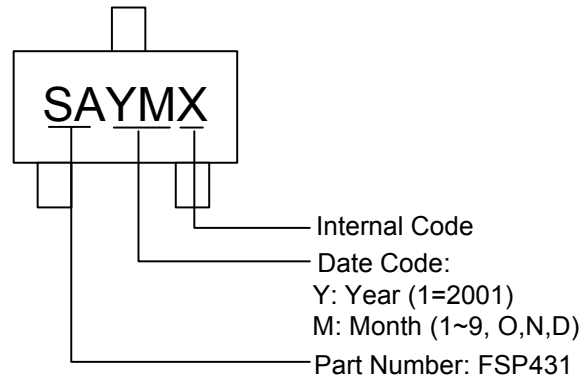 SAYMX
Internal Code
Date Code:
Y: Year (1=2001)
M: Month (1~9, O,N,D)
Part Number: FSP431